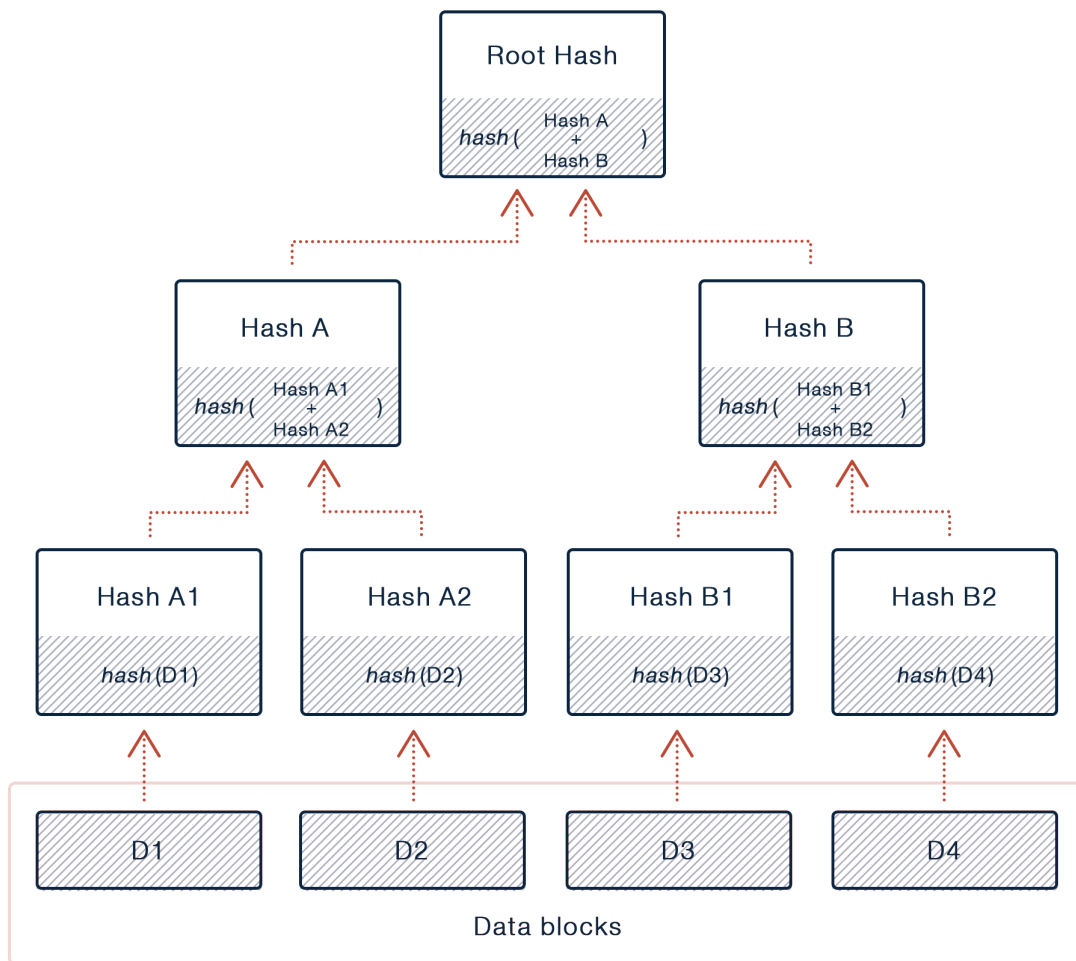 Root Hash
Hash A
hash( + )
Hash B
Hash A
Hash B
Hash A1
hash( + )
Hash A2
Hash B1
hash( + )
Hash B2
Hash A1
Hash A2
Hash B1
Hash B2
hash(D1)
hash(D2)
hash(D3)
hash(D4)
D1
D2
D3
D4
Data blocks